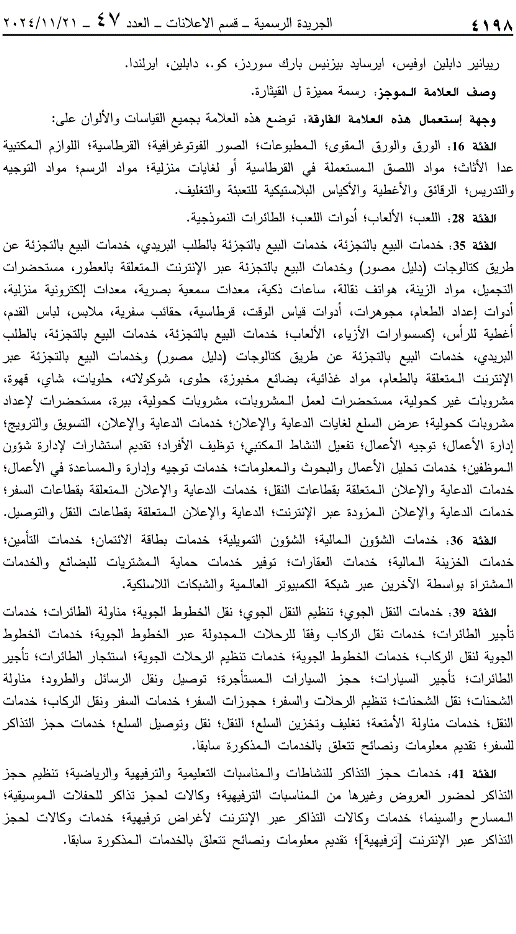 ٤١٩٨ الجريدة الرسمية – قسم الاعلانات – العدد ٤٧ – ٢٠٢٤/١١/٢١
ريبانير دابلين اوفيس، ايرسايد بيزنيس بارك سوردز، كو.، دابلين، ايرلندا.
وصف العلامة الموجز: رسمة مميزة ل القيثارة.
وجهة إستعمال هذه العلامة الفارقة: توضع هذه العلامة بجميع القياسات والألوان على:
الفئة 16: الورق والورق المقوى؛ المطبوعات؛ الصور الفوتوغرافية؛ القرطاسية؛ اللوازم المكتبية
عدا الأثاث؛ مواد اللصق المستعملة في القرطاسية أو لغايات منزلية؛ مواد الرسم؛ مواد التوجيه
والتدريس؛ الرقائق والأغطية والأكياس البلاستيكية للتعبئة والتغليف.
الفئة 28: اللعب؛ الألعاب؛ أدوات اللعب؛ الطائرات النموذجية.
الفئة 35: خدمات البيع بالتجزئة، خدمات البيع بالتجزئة بالطلب البريدي، خدمات البيع بالتجزئة عن
طريق كتالوجات (دليل مصور) وخدمات البيع بالتجزئة عبر الإنترنت المتعلقة بالعطور، مستحضرات
التجميل، مواد الزينة، هواتف نقالة، ساعات ذكية، معدات سمعية بصرية، معدات إلكترونية منزلية،
أدوات إعداد الطعام، مجوهرات، أدوات قياس الوقت، قرطاسية، حقائب سفرية، ملابس، لباس القدم،
أغطية للرأس، إكسسوارات الأزياء، الألعاب؛ خدمات البيع بالتجزئة، خدمات البيع بالتجزئة، بالطلب
البريدي، خدمات البيع بالتجزئة عن طريق كتالوجات (دليل مصور) وخدمات البيع بالتجزئة عبر
الإنترنت المتعلقة بالطعام، مواد غذائية، بضائع مخبوزة، حلوى، شوكولاته، حلويات، شاي، قهوة،
مشروبات غير كحولية، مستحضرات لعمل المشروبات، مشروبات كحولية، بيرة، مستحضرات لإعداد
مشروبات كحولية؛ عرض السلع لغايات الدعاية والإعلان؛ خدمات الدعاية والإعلان، التسويق والترويج؛
إدارة الأعمال؛ توجيه الأعمال؛ تفعيل النشاط المكتبي؛ توظيف الأفراد؛ تقديم استشارات لإدارة شؤون
الموظفين؛ خدمات تحليل الأعمال والبحوث والمعلومات؛ خدمات توجيه وإدارة والمساعدة في الأعمال؛
خدمات الدعاية والإعلان المتعلقة بقطاعات النقل؛ خدمات الدعاية والإعلان المتعلقة بقطاعات السفر؛
خدمات الدعاية والإعلان المزودة عبر الإنترنت؛ الدعاية والإعلان المتعلقة بقطاعات النقل والتوصيل.
الفئة 36: خدمات الشؤون المالية؛ الشؤون التمويلية؛ خدمات بطاقة الائتمان؛ خدمات التأمين؛
خدمات الخزينة المالية؛ خدمات العقارات؛ توفير خدمات حماية المشتريات للبضائع والخدمات
المشتراة بواسطة الآخرين عبر شبكة الكمبيوتر العالمية والشبكات اللاسلكية.
الفئة 39: خدمات النقل الجوي؛ تنظيم النقل الجوي؛ نقل الخطوط الجوية؛ مناولة الطائرات؛ خدمات
تأجير الطائرات؛ خدمات نقل الركاب وفقا للرحلات المجدولة عبر الخطوط الجوية؛ خدمات الخطوط
الجوية لنقل الركاب؛ خدمات الخطوط الجوية؛ خدمات تنظيم الرحلات الجوية؛ استئجار الطائرات؛ تأجير
الطائرات؛ تأجير السيارات؛ حجز السيارات المستأجرة؛ توصيل ونقل الرسائل والطرود؛ مناولة
الشحنات؛ نقل الشحنات؛ تنظيم الرحلات والسفر؛ حجوزات السفر؛ خدمات السفر ونقل الركاب؛ خدمات
النقل؛ خدمات مناولة الأمتعة؛ تغليف وتخزين السلع؛ النقل؛ نقل وتوصيل السلع؛ خدمات حجز التذاكر
للسفر؛ تقديم معلومات ونصائح تتعلق بالخدمات المذكورة سابقا.
الفئة 41: خدمات حجز التذاكر للنشاطات والمناسبات التعليمية والترفيهية والرياضية؛ تنظيم حجز
التذاكر لحضور العروض وغيرها من المناسبات الترفيهية؛ وكالات لحجز تذاكر للحفلات الموسيقية؛
المسارح والسينما؛ خدمات وكالات التذاكر عبر الإنترنت لأغراض ترفيهية؛ خدمات وكالات لحجز
التذاكر عبر الإنترنت [ترفيهية]؛ تقديم معلومات ونصائح تتعلق بالخدمات المذكورة سابقا.